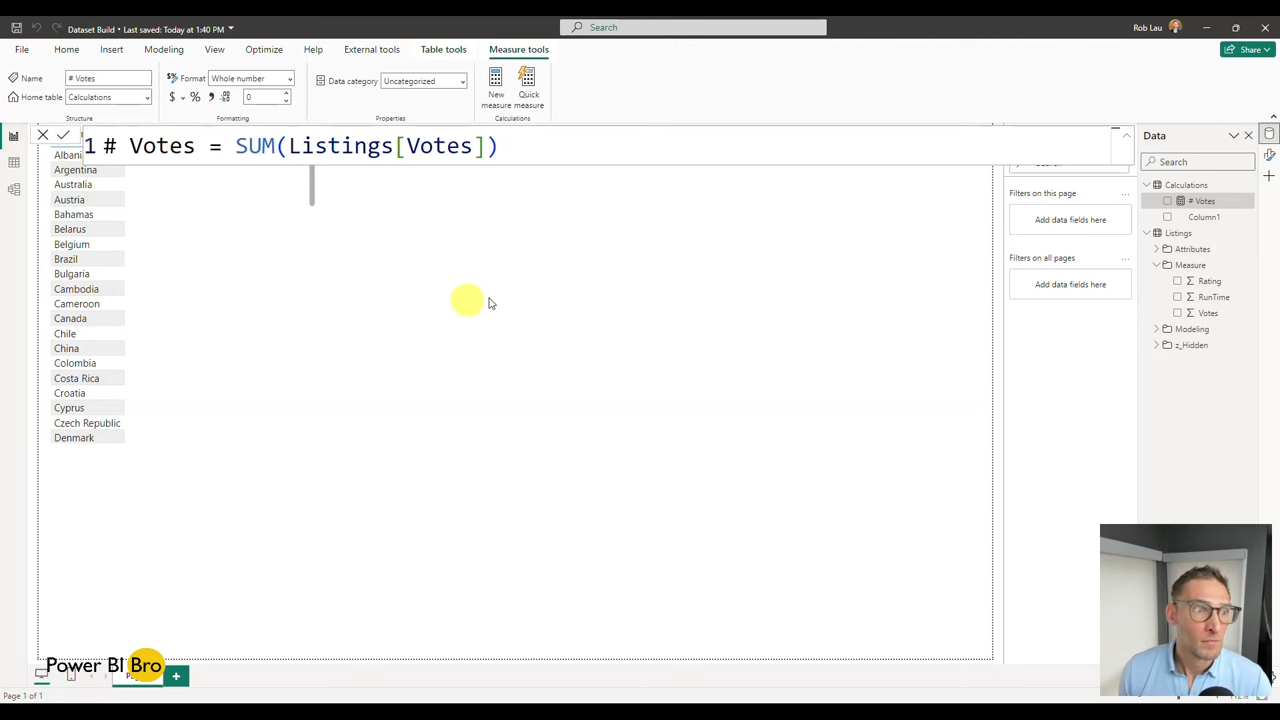 Dataset Build • Last saved: Today at 1:40 PM
Search
Rob Lau
File Home Insert Modeling View Optimize Help External tools Table tools Measure tools
Share
Name # Votes
Home table Calculations
Structure
Format Whole number
$ % 9 0
Formatting
Data category Uncategorized
Properties
New measure
Quick measure
Calculations
1 # Votes = SUM(Listings[Votes])
Argentina
Australia
Austria
Bahamas
Belarus
Belgium
Brazil
Bulgaria
Cambodia
Cameroon
Canada
Chile
China
Colombia
Costa Rica
Croatia
Cyprus
Czech Republic
Denmark
Filters on this page ...
Add data fields here
Filters on all pages ...
Add data fields here
Data
Search
Calculations
# Votes
Column1
Listings
Attributes
Measure
Rating
RunTime
Votes
Modeling
z_Hidden
Power BI Bro
Page 1 of 1